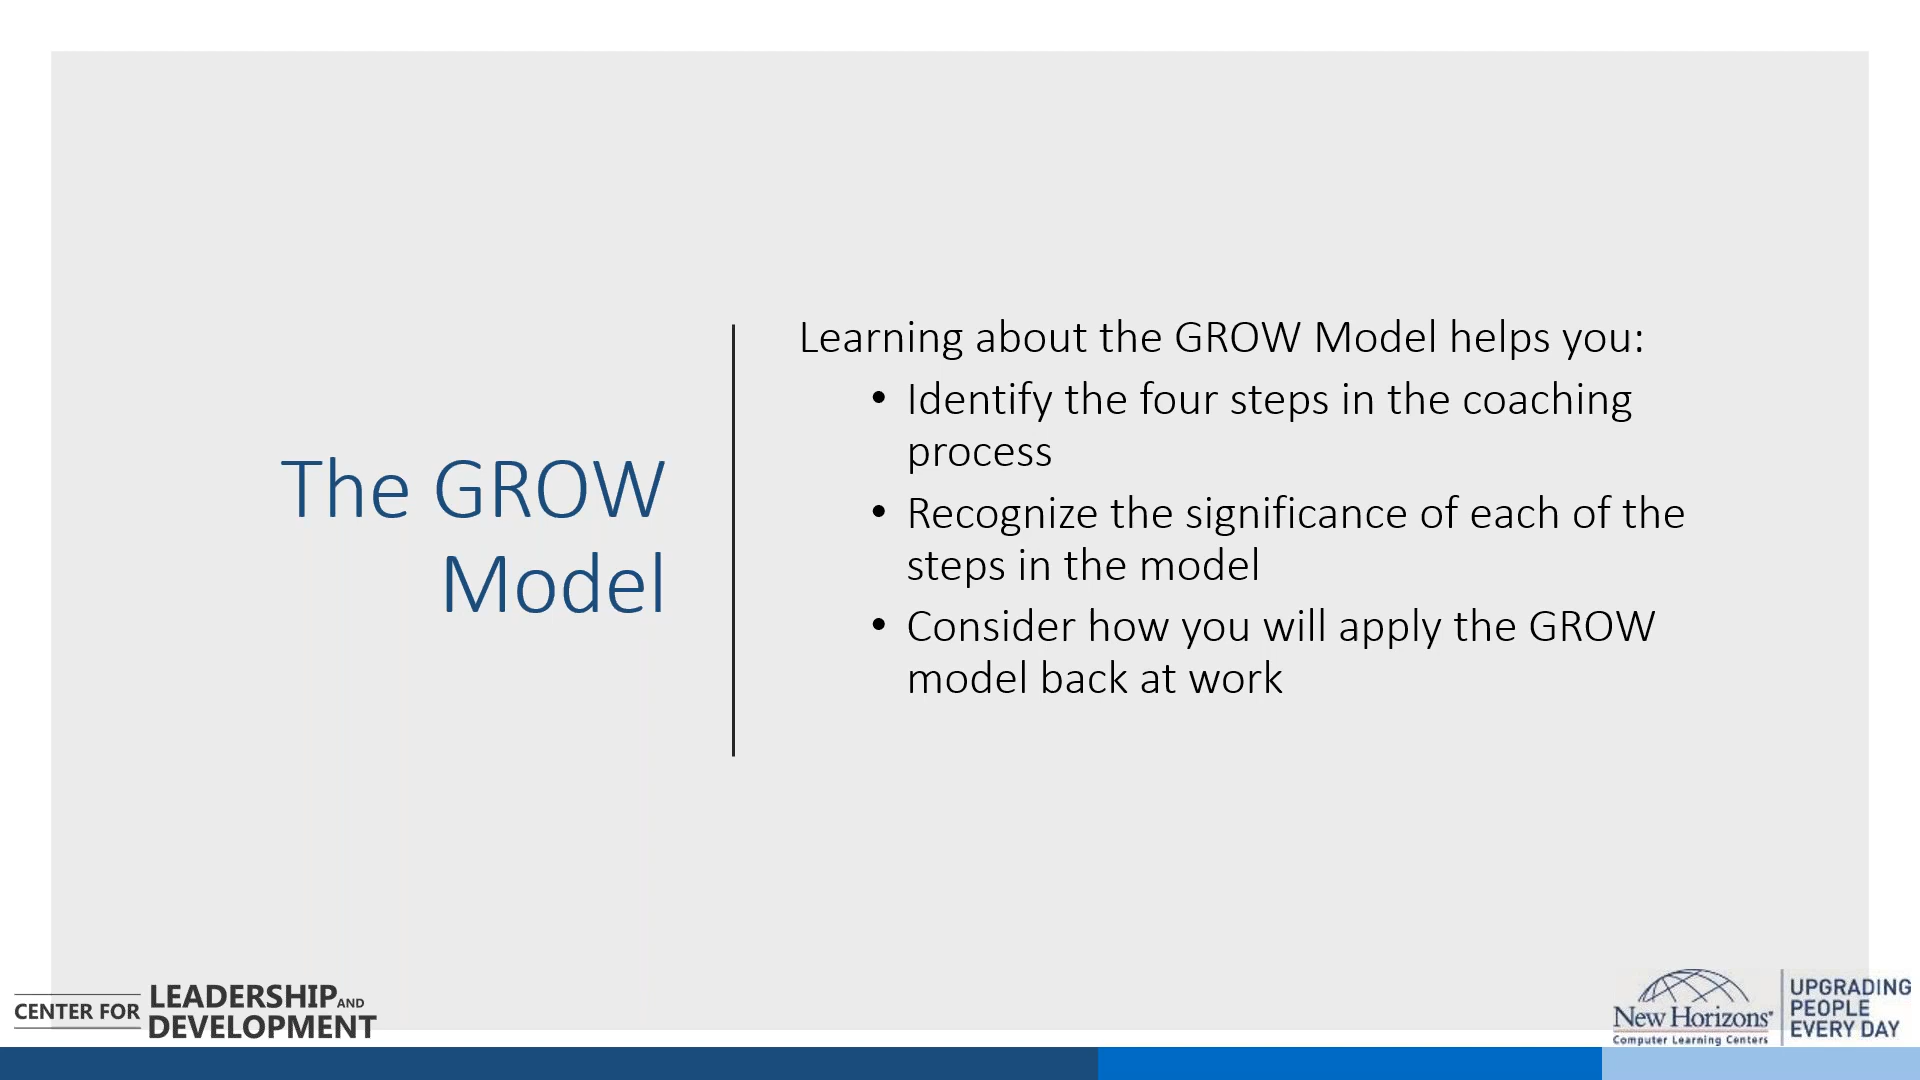 The GROW
Model
Learning about the GROW Model helps you:
• Identify the four steps in the coaching
process
• Recognize the significance of each of the
steps in the model
• Consider how you will apply the GROW
model back at work
CENTER FOR
LEADERSHIP AND
DEVELOPMENT
New Horizons®
Computer Learning Centers
UPGRADING
PEOPLE
EVERY DAY